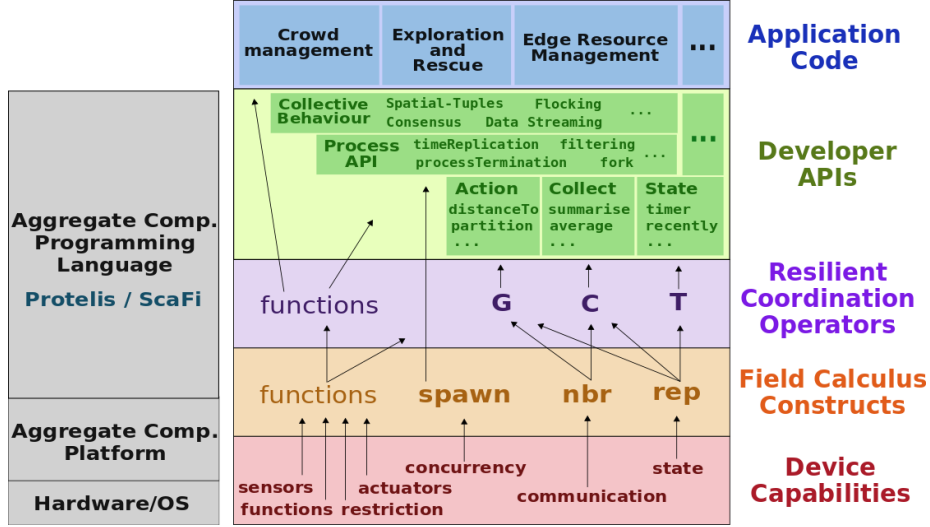 Crowd
management
Exploration
and
Rescue
Edge Resource
Management
...
Application
Code
Collective
Behaviour
Spatial-Tuples Flocking
Consensus Data Streaming
...
...
Process
API
timeReplication filtering
processTermination fork
...
Action
distanceTo
partition
...
Collect
summarise
average
...
State
timer
recently
...
Developer
APIs
Aggregate Comp.
Programming
Language
Protelis / ScaFi
functions G C T
Resilient
Coordination
Operators
functions spawn nbr rep
Field Calculus
Constructs
Aggregate Comp.
Platform
Hardware/OS
concurrency
state
sensors actuators
communication
functions restriction
Device
Capabilities